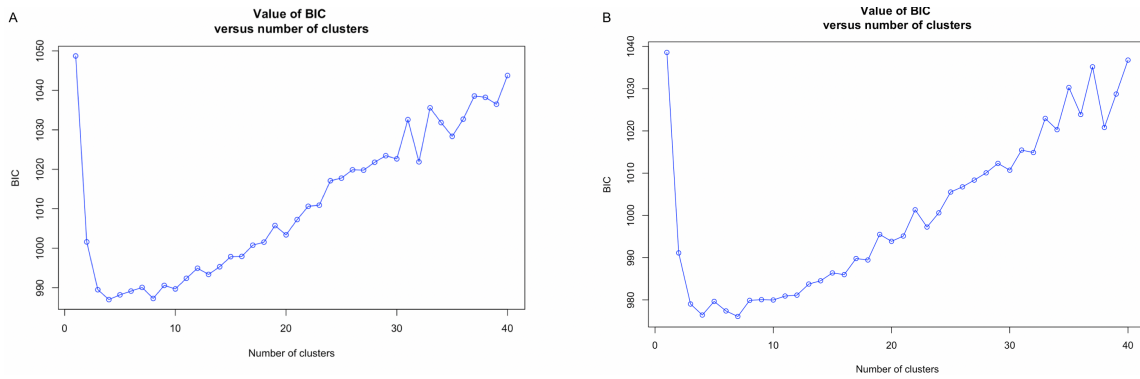 A
Value of BIC
versus number of clusters
BIC
1050
1040
1030
1020
1010
1000
990
0 10 20 30 40
Number of clusters
B
Value of BIC
versus number of clusters
BIC
1040
1030
1020
1010
1000
990
980
0 10 20 30 40
Number of clusters